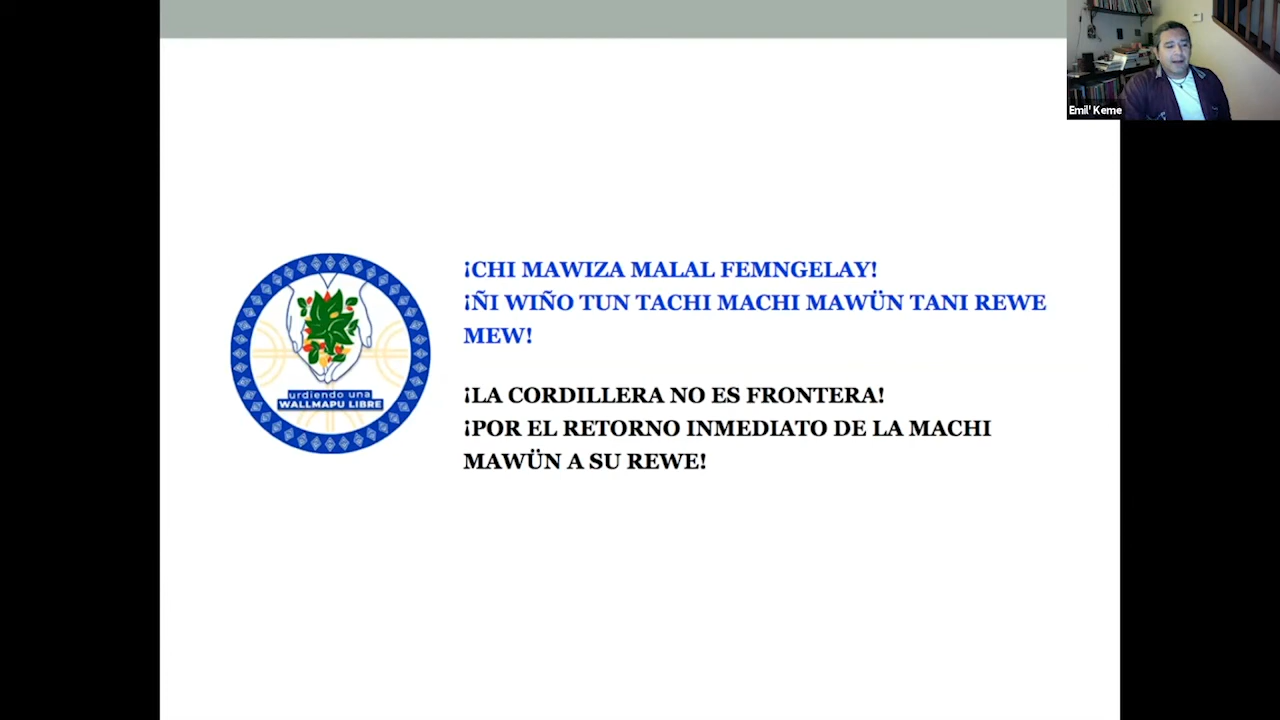 Emil' Keme
¡CHI MAWIZA MALAL FEMNGELAY!
¡ÑI WIÑO TUN TACHI MACHI MAWÜN TANI REWE
MEW!
¡LA CORDILLERA NO ES FRONTERA!
¡POR EL RETORNO INMEDIATO DE LA MACHI
MAWÜN A SU REWE!
urdiendo una
WALLMAPU LIBRE